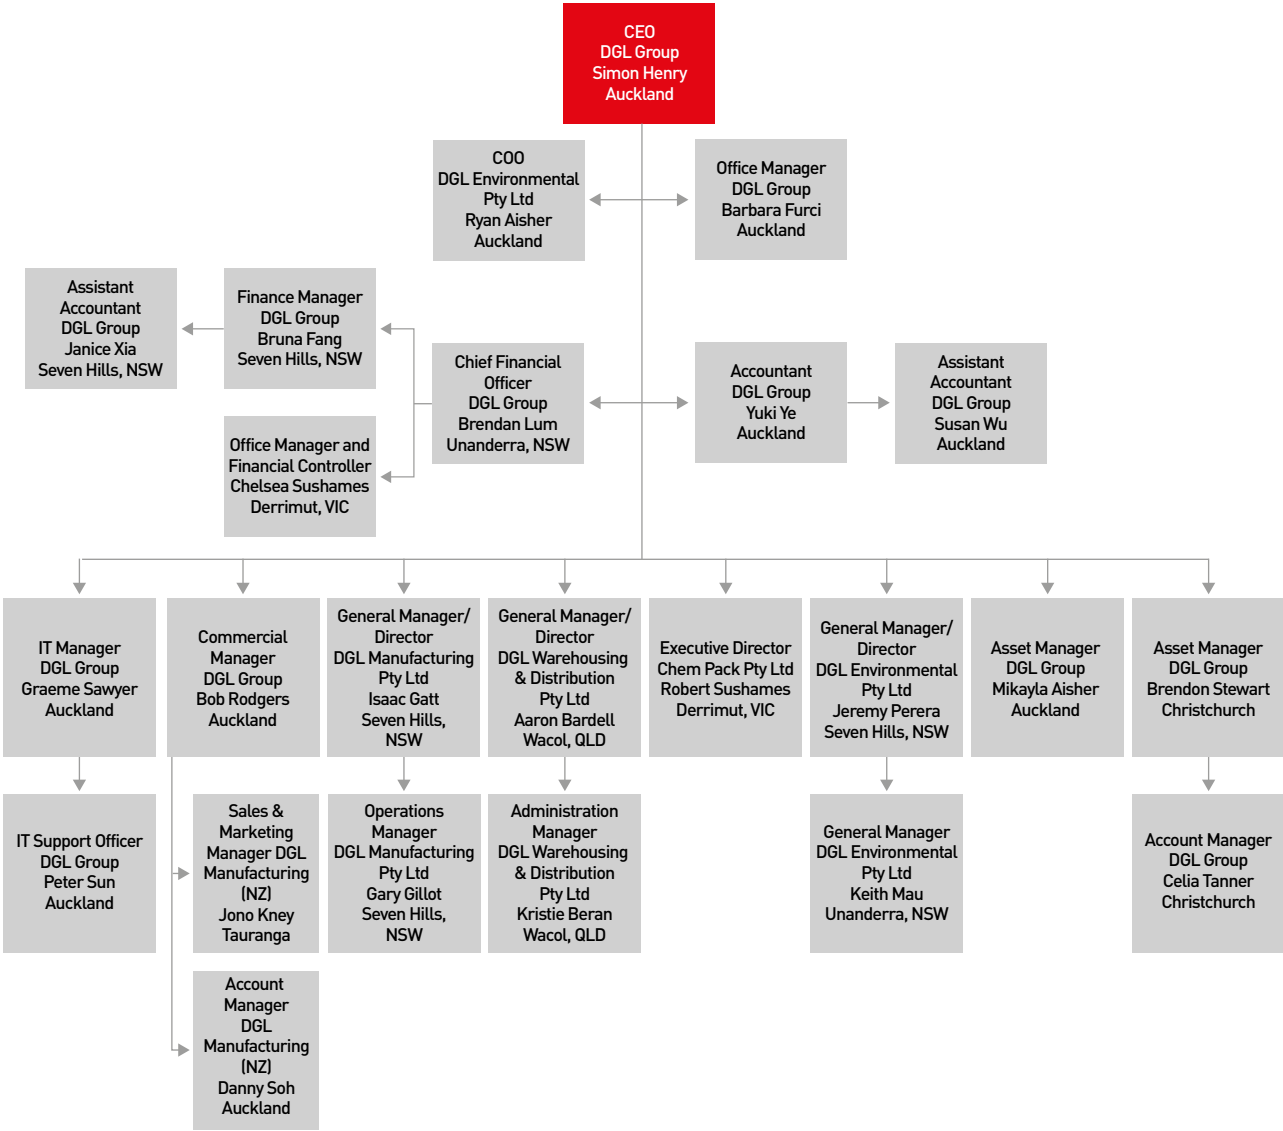 CEO
DGL Group
Simon Henry
Auckland
COO
DGL Environmental
Pty Ltd
Ryan Aisher
Auckland
Office Manager
DGL Group
Barbara Furci
Auckland
Assistant
Accountant
DGL Group
Janice Xia
Seven Hills, NSW
Finance Manager
DGL Group
Bruna Fang
Seven Hills, NSW
Chief Financial
Officer
DGL Group
Brendan Lum
Unanderra, NSW
Accountant
DGL Group
Yuki Ye
Auckland
Assistant
Accountant
DGL Group
Susan Wu
Auckland
Office Manager and
Financial Controller
Chelsea Sushames
Derrimut, VIC
IT Manager
DGL Group
Graeme Sawyer
Auckland
Commercial
Manager
DGL Group
Bob Rodgers
Auckland
General Manager/
Director
DGL Manufacturing
Pty Ltd
Isaac Gatt
Seven Hills,
NSW
General Manager/
Director
DGL Warehousing
& Distribution
Pty Ltd
Aaron Bardell
Wacol, QLD
Executive Director
Chem Pack Pty Ltd
Robert Sushames
Derrimut, VIC
General Manager/
Director
DGL Environmental
Pty Ltd
Jeremy Perera
Seven Hills, NSW
Asset Manager
DGL Group
Mikayla Aisher
Auckland
Asset Manager
DGL Group
Brendon Stewart
Christchurch
IT Support Officer
DGL Group
Peter Sun
Auckland
Sales &
Marketing
Manager DGL
Manufacturing
(NZ)
Jono Kney
Tauranga
Operations
Manager
DGL Manufacturing
Pty Ltd
Gary Gillot
Seven Hills,
NSW
Administration
Manager
DGL Warehousing
& Distribution
Pty Ltd
Kristie Beran
Wacol, QLD
General Manager
DGL Environmental
Pty Ltd
Keith Mau
Unanderra, NSW
Account Manager
DGL Group
Celia Tanner
Christchurch
Account
Manager
DGL
Manufacturing
(NZ)
Danny Soh
Auckland